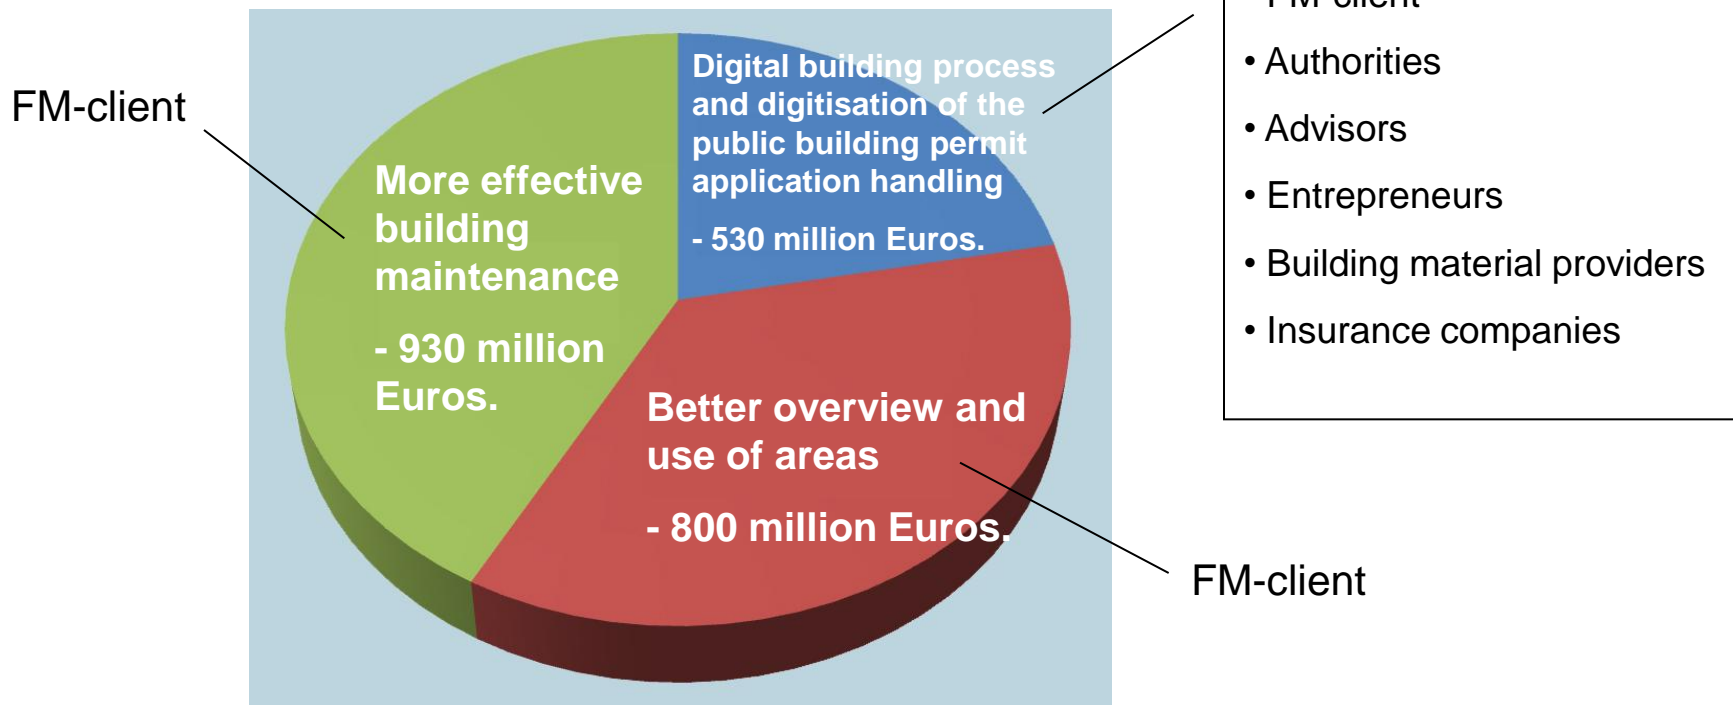 FM-client
More effective
building
maintenance
- 930 million
Euros.
Digital building process
and digitisation of the
public building permit
application handling
- 530 million Euros.
Better overview and
use of areas
- 800 million Euros.
FM-client
FM-client
• Authorities
• Advisors
• Entrepreneurs
• Building material providers
• Insurance companies